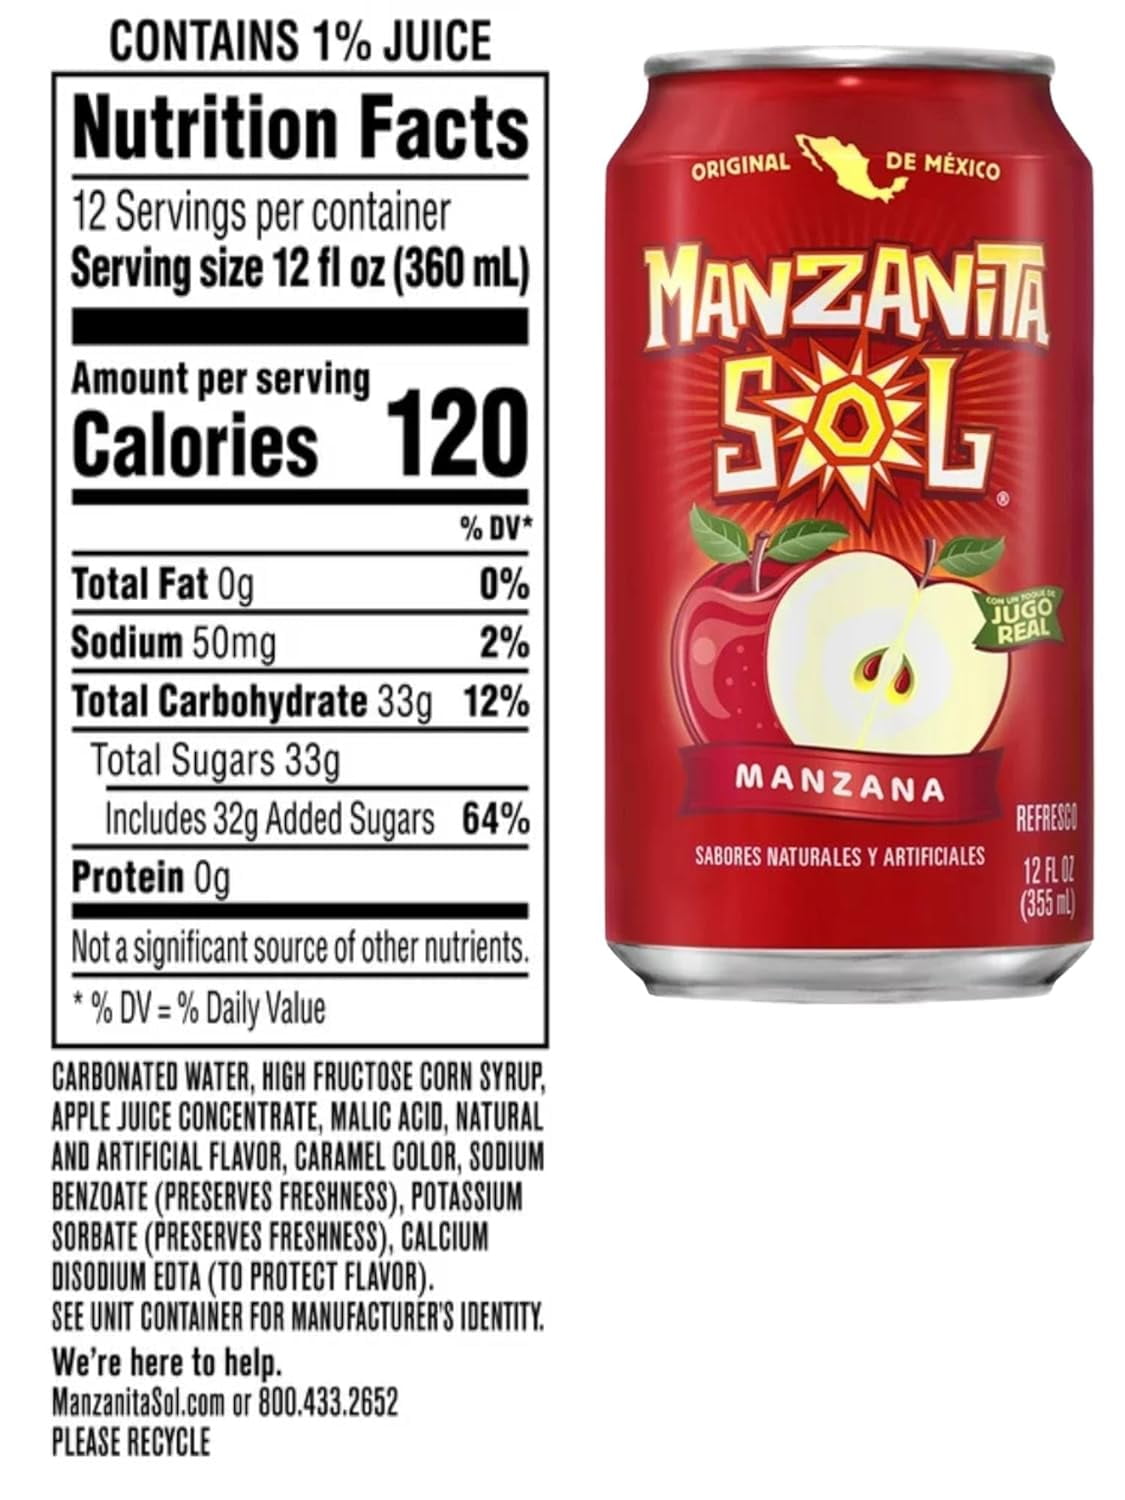 CONTAINS 1% JUICE
Nutrition Facts
12 Servings per container
Serving size 12 fl oz (360 mL)
Amount per serving
Calories 120
% DV*
Total Fat 0g 0%
Sodium 50mg 2%
Total Carbohydrate 33g 12%
Total Sugars 33g
Includes 32g Added Sugars 64%
Protein 0g
Not a significant source of other nutrients.
* % DV = % Daily Value
CARBONATED WATER, HIGH FRUCTOSE CORN SYRUP,
APPLE JUICE CONCENTRATE, MALIC ACID, NATURAL
AND ARTIFICIAL FLAVOR, CARAMEL COLOR, SODIUM
BENZOATE (PRESERVES FRESHNESS), POTASSIUM
SORBATE (PRESERVES FRESHNESS), CALCIUM
DISODIUM EDTA (TO PROTECT FLAVOR).
SEE UNIT CONTAINER FOR MANUFACTURER'S IDENTITY.
We're here to help.
ManzanitaSol.com or 800.433.2652
PLEASE RECYCLE
ORIGINAL DE MÉXICO
MANZANITA
SOL®
CON UN TOQUE DE
JUGO
REAL
MANZANA
REFRESCO
SABORES NATURALES Y ARTIFICIALES
12 FL OZ
(355 mL)